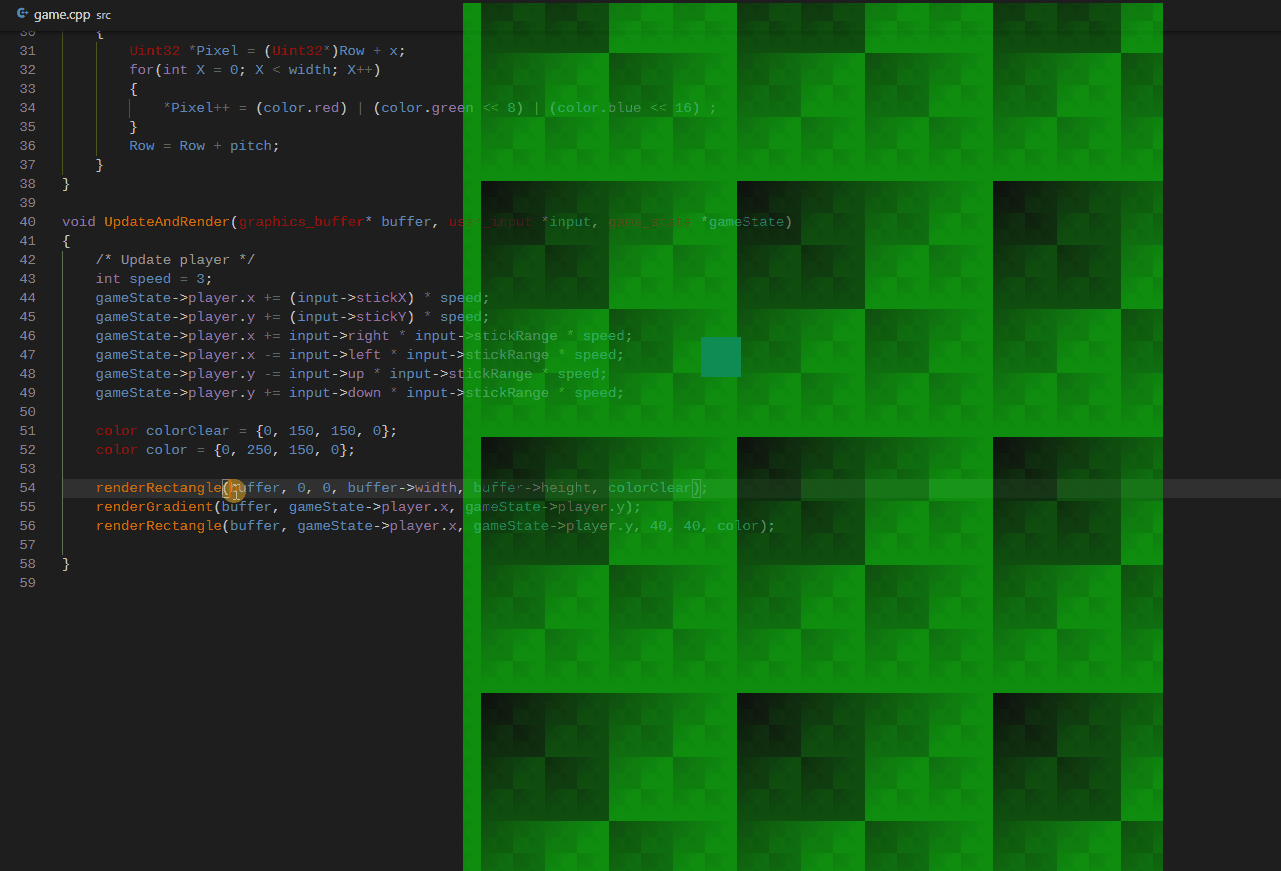 game.cpp src
30 {
31 Uint32 *Pixel = (Uint32*)Row + x;
32 for(int X = 0; X < width; X++)
33 {
34 *Pixel++ = (color.red) | (color.green << 8) | (color.blue << 16) ;
35 }
36 Row = Row + pitch;
37 }
38 }
39
40 void UpdateAndRender(graphics_buffer* buffer, user_input *input, game_state *gameState)
41 {
42 /* Update player */
43 int speed = 3;
44 gameState->player.x += (input->stickX) * speed;
45 gameState->player.y += (input->stickY) * speed;
46 gameState->player.x += input->right * input->stickRange * speed;
47 gameState->player.x -= input->left * input->stickRange * speed;
48 gameState->player.y -= input->up * input->stickRange * speed;
49 gameState->player.y += input->down * input->stickRange * speed;
50
51 color colorClear = {0, 150, 150, 0};
52 color color = {0, 250, 150, 0};
53
54 renderRectangle(buffer, 0, 0, buffer->width, buffer->height, colorClear);
55 renderGradient(buffer, gameState->player.x, gameState->player.y);
56 renderRectangle(buffer, gameState->player.x, gameState->player.y, 40, 40, color);
57
58 }
59